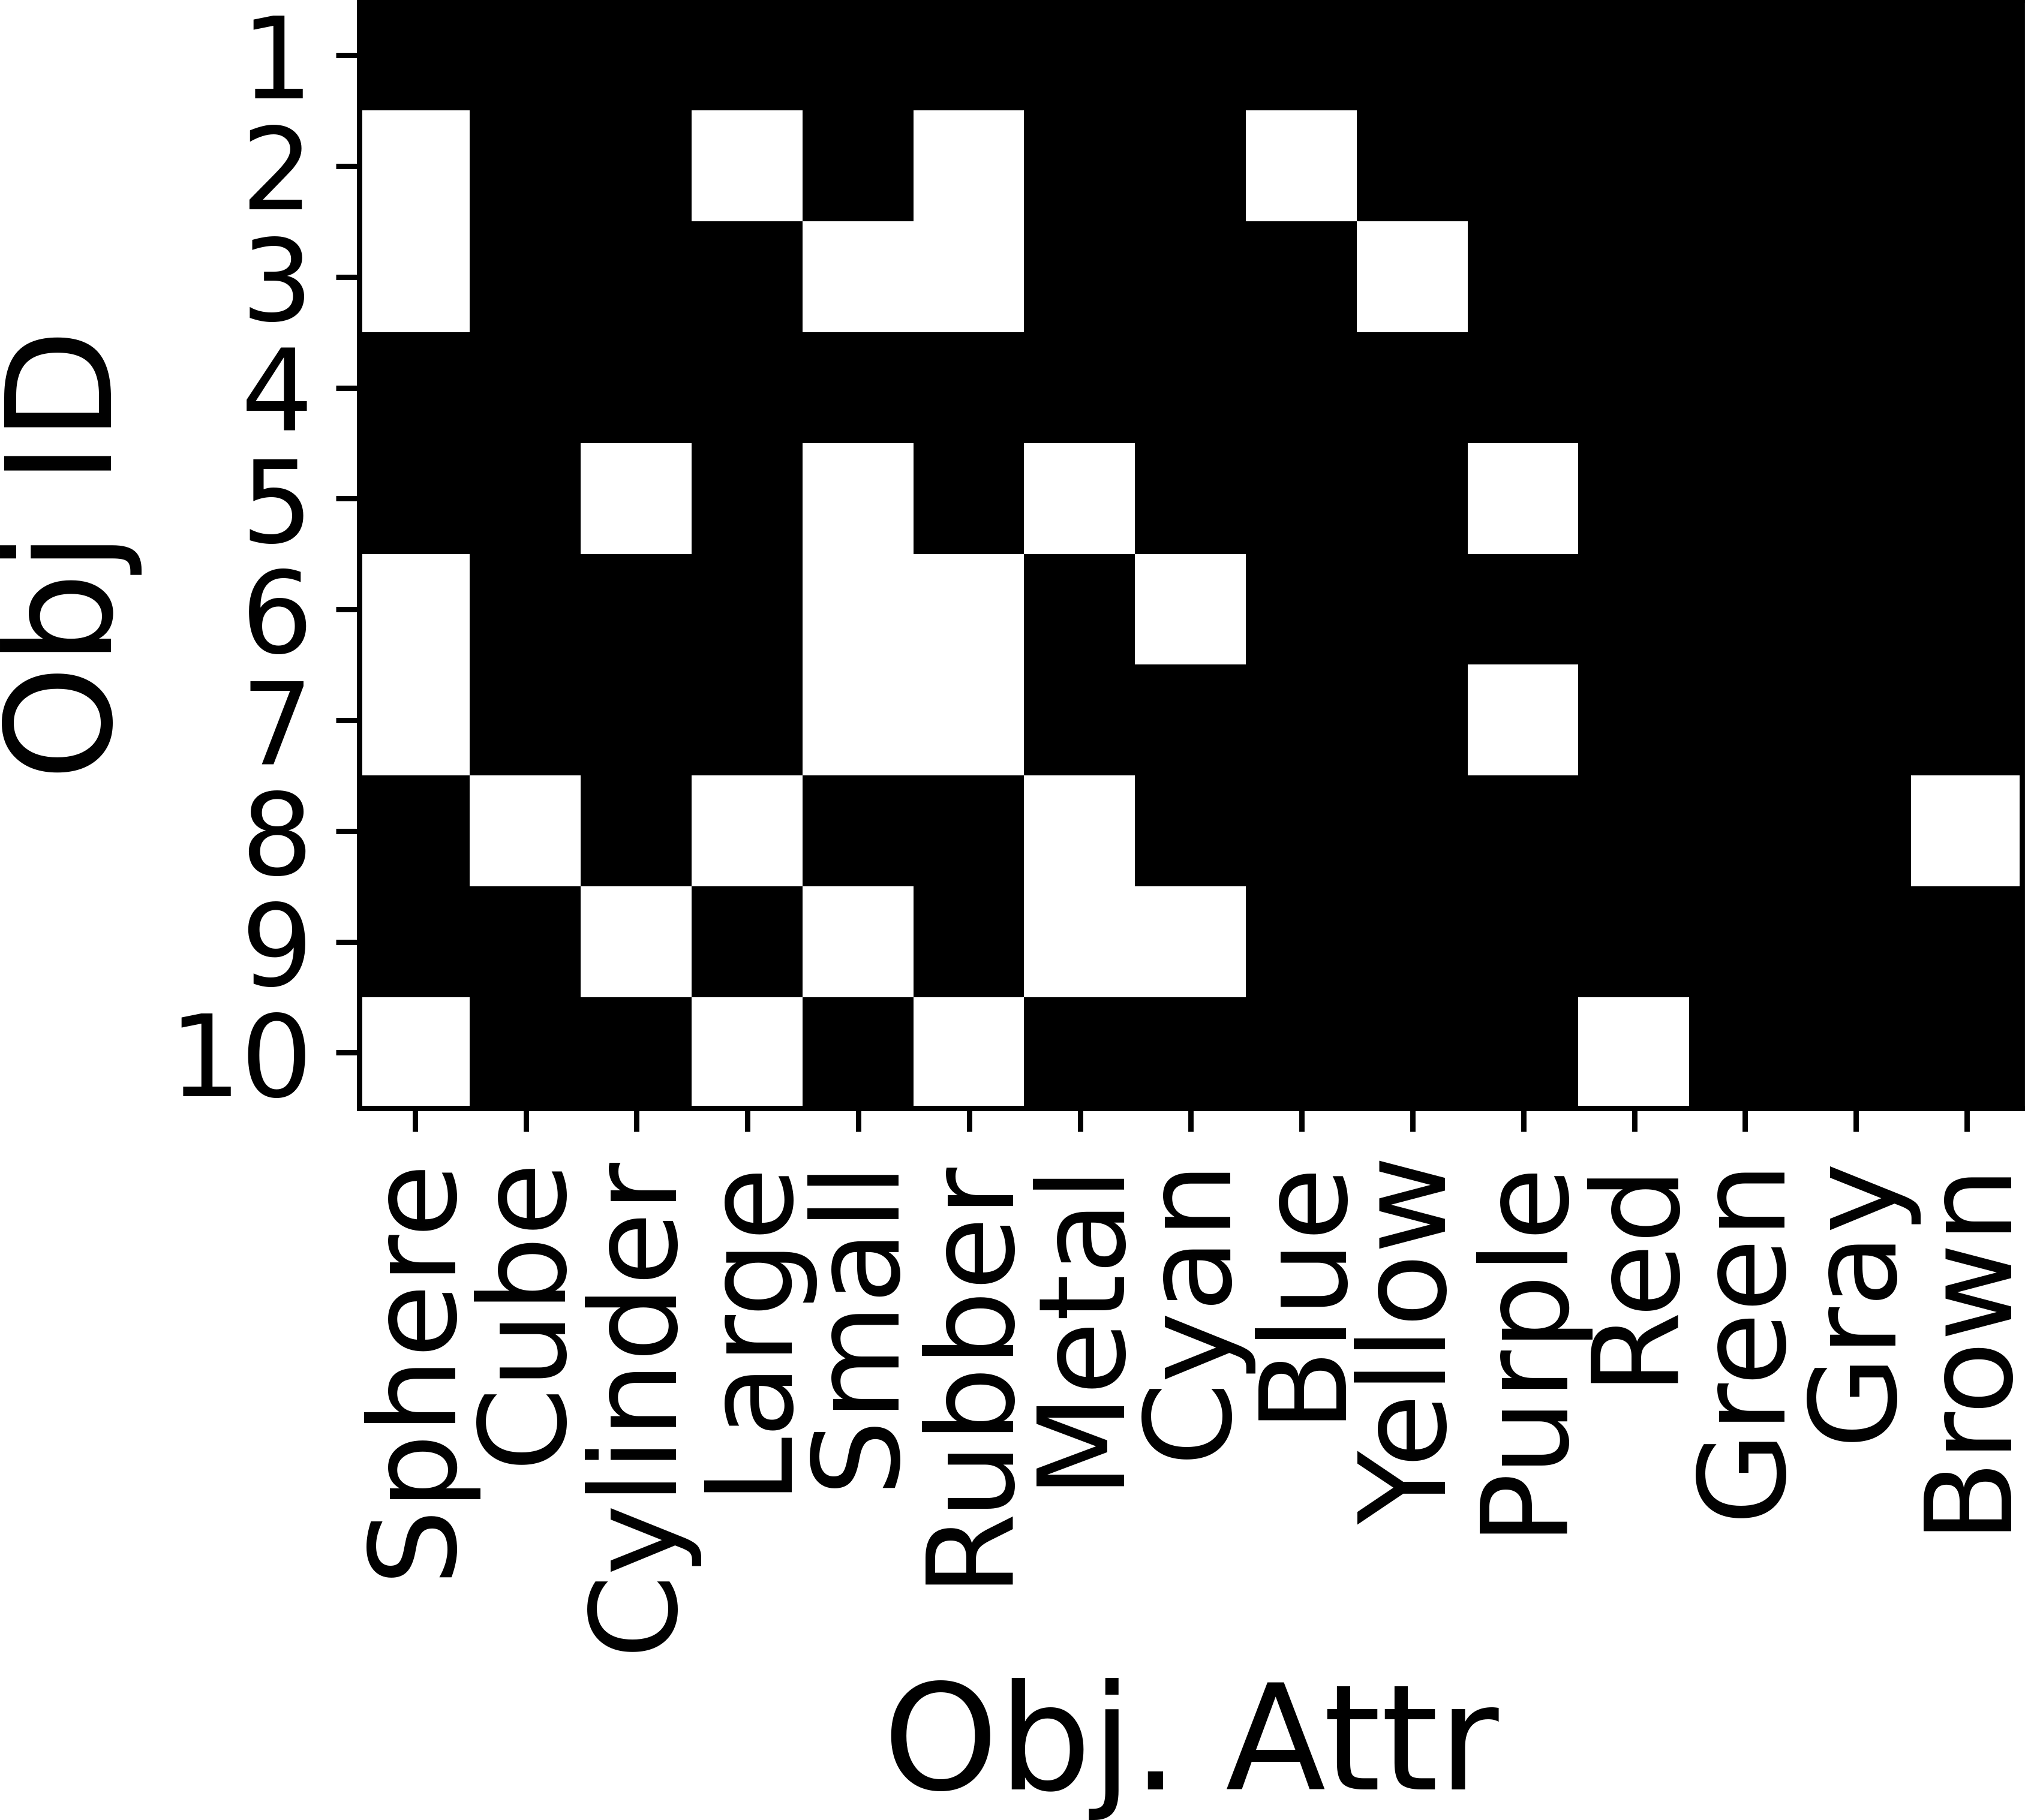 Obj ID
1
2
3
4
5
6
7
8
9
10
Sphere
Cube
Cylinder
Large
Small
Rubber
Metal
Cyan
Blue
Yellow
Purple
Red
Green
Gray
Brown
Obj. Attr